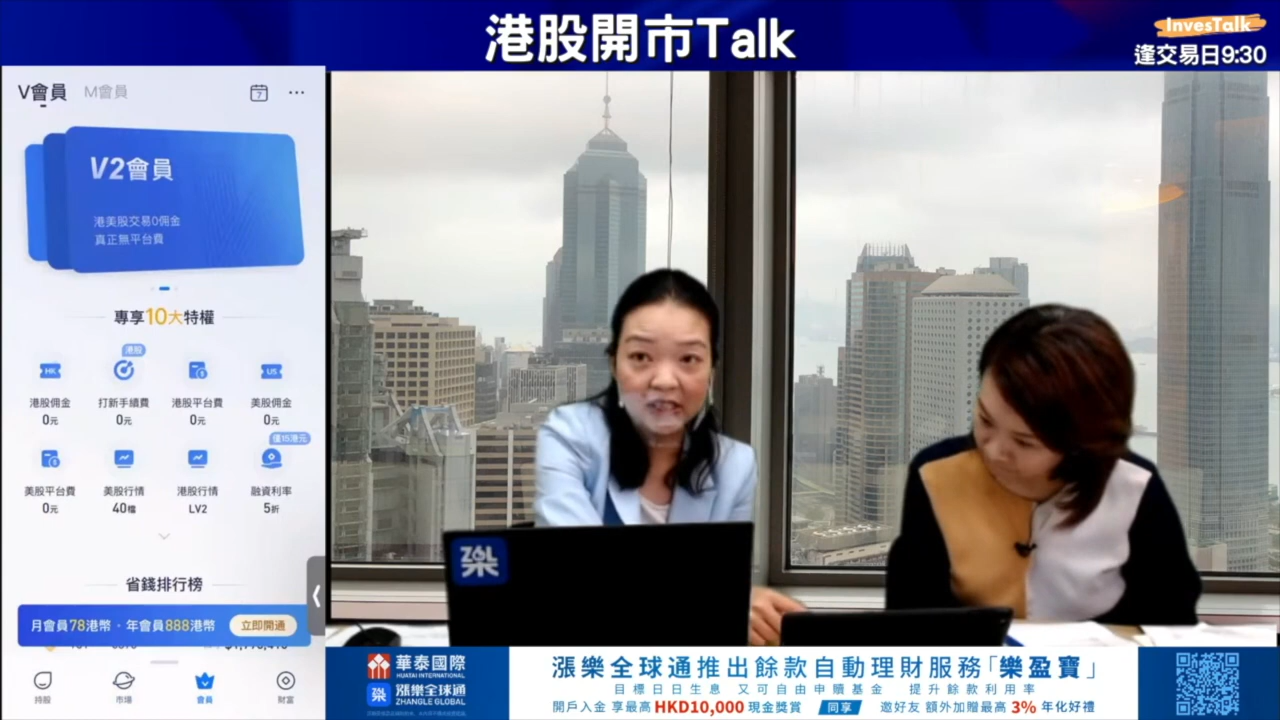 港股開市Talk
InvesTalk
逢交易日9:30
V會員 M會員
7
V2會員
港美股交易0佣金
真正無平台費
專享10大特權
港股
HK
US
港股佣金 打新手續費 港股平台費 美股佣金
0元 0元 0元 0元
僅15港元
美股平台費 美股行情 港股行情 融資利率
0元 40檔 LV2 5折
省錢排行榜
月會員78港幣·年會員888港幣 立即開通
持股 市場 會員 財富
樂
華泰國際
HUATAI INTERNATIONAL
漲樂全球通
ZHANGLE GLOBAL
漲樂全球通推出餘款自動理財服務「樂盈寶」
目標日日生息 又可自由申贖基金 提升餘款利用率
開戶入金 享最高HKD10,000現金獎賞 同享 邀好友 額外加贈最高3%年化好禮